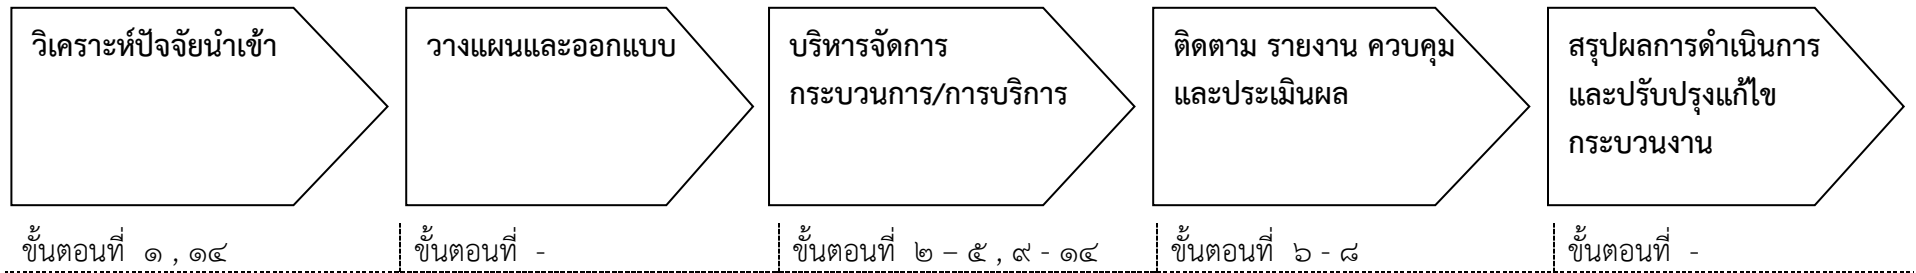 วิเคราะห์ปัจจัยนำเข้า
วางแผนและออกแบบ
บริหารจัดการ
กระบวนการ/การบริการ
ติดตาม รายงาน ควบคุม
และประเมินผล
สรุปผลการดำเนินการ
และปรับปรุงแก้ไข
กระบวนงาน
ขั้นตอนที่ ๑ , ๑๔
ขั้นตอนที่ -
ขั้นตอนที่ ๒ – ๕ , ๙ - ๑๔
ขั้นตอนที่ ๖ - ๘
ขั้นตอนที่ -